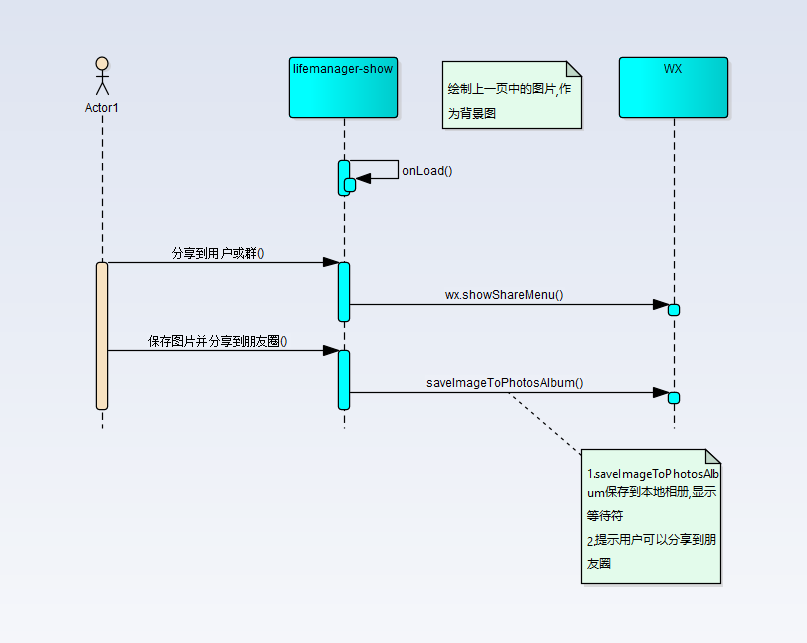 Actor1
lifemanager-show
绘制上一页中的图片,作
为背景图
WX
onLoad()
分享到用户或群()
wx.showShareMenu()
保存图片并分享到朋友圈()
saveImageToPhotosAlbum()
1.saveImageToPhotosAlb
um保存到本地相册,显示
等待符
2.提示用户可以分享到朋
友圈